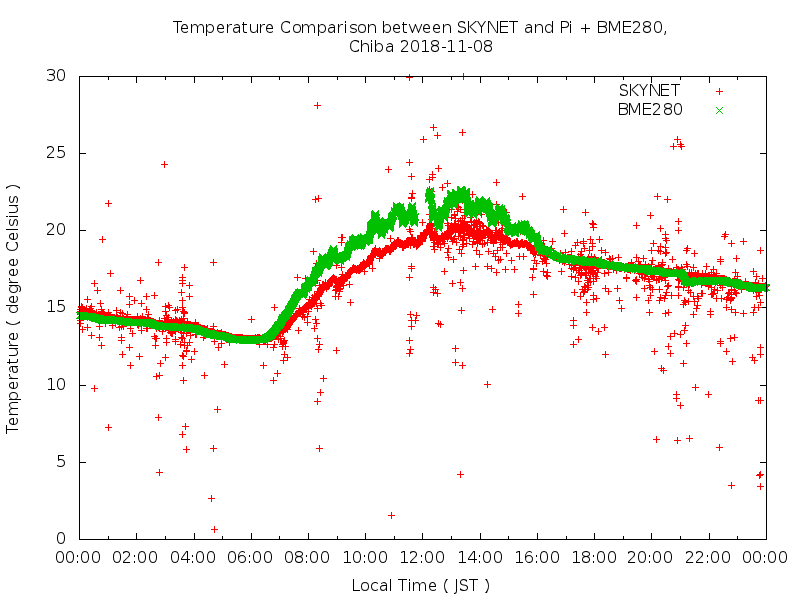 Temperature Comparison between SKYNET and Pi + BME280,
Chiba 2018-11-08
SKYNET
BME280
Temperature ( degree Celsius )
30
25
20
15
10
5
0
00:00 02:00 04:00 06:00 08:00 10:00 12:00 14:00 16:00 18:00 20:00 22:00 00:00
Local Time ( JST )